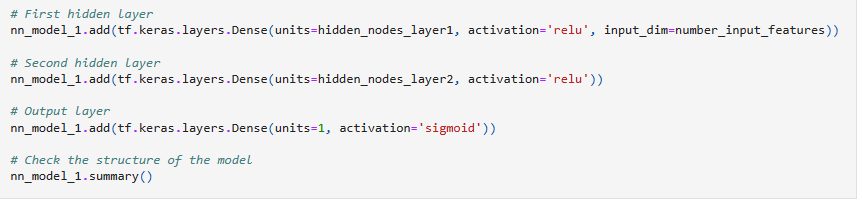 # First hidden layer
nn_model_1.add(tf.keras.layers.Dense(units=hidden_nodes_layer1, activation='relu', input_dim=number_input_features))
# Second hidden layer
nn_model_1.add(tf.keras.layers.Dense(units=hidden_nodes_layer2, activation='relu'))
# Output layer
nn_model_1.add(tf.keras.layers.Dense(units=1, activation='sigmoid'))
# Check the structure of the model
nn_model_1.summary()